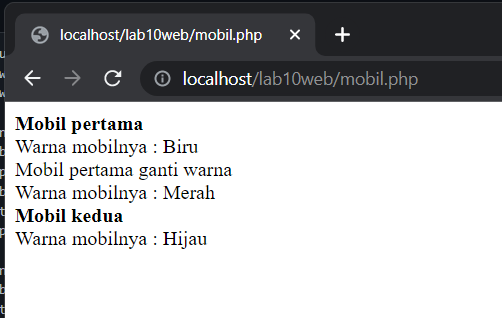 localhost/lab10web/mobil.php
localhost/lab10web/mobil.php
Mobil pertama
Warna mobilnya : Biru
Mobil pertama ganti warna
Warna mobilnya : Merah
Mobil kedua
Warna mobilnya : Hijau